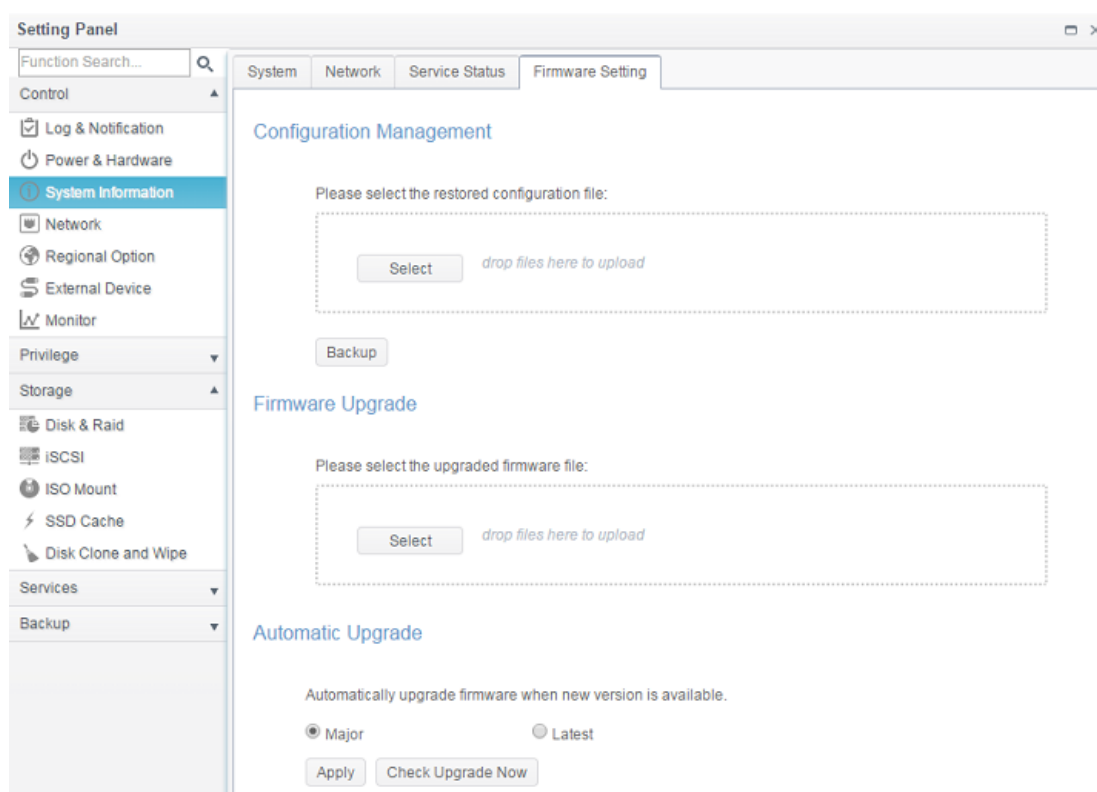 Setting Panel
Function Search...
Control
Log & Notification
Power & Hardware
System Information
Network
Regional Option
External Device
Monitor
Privilege
Storage
Disk & Raid
iSCSI
ISO Mount
SSD Cache
Disk Clone and Wipe
Services
Backup
System Network Service Status Firmware Setting
Configuration Management
Please select the restored configuration file:
Select drop files here to upload
Backup
Firmware Upgrade
Please select the upgraded firmware file:
Select drop files here to upload
Automatic Upgrade
Automatically upgrade firmware when new version is available.
Major Latest
Apply Check Upgrade Now